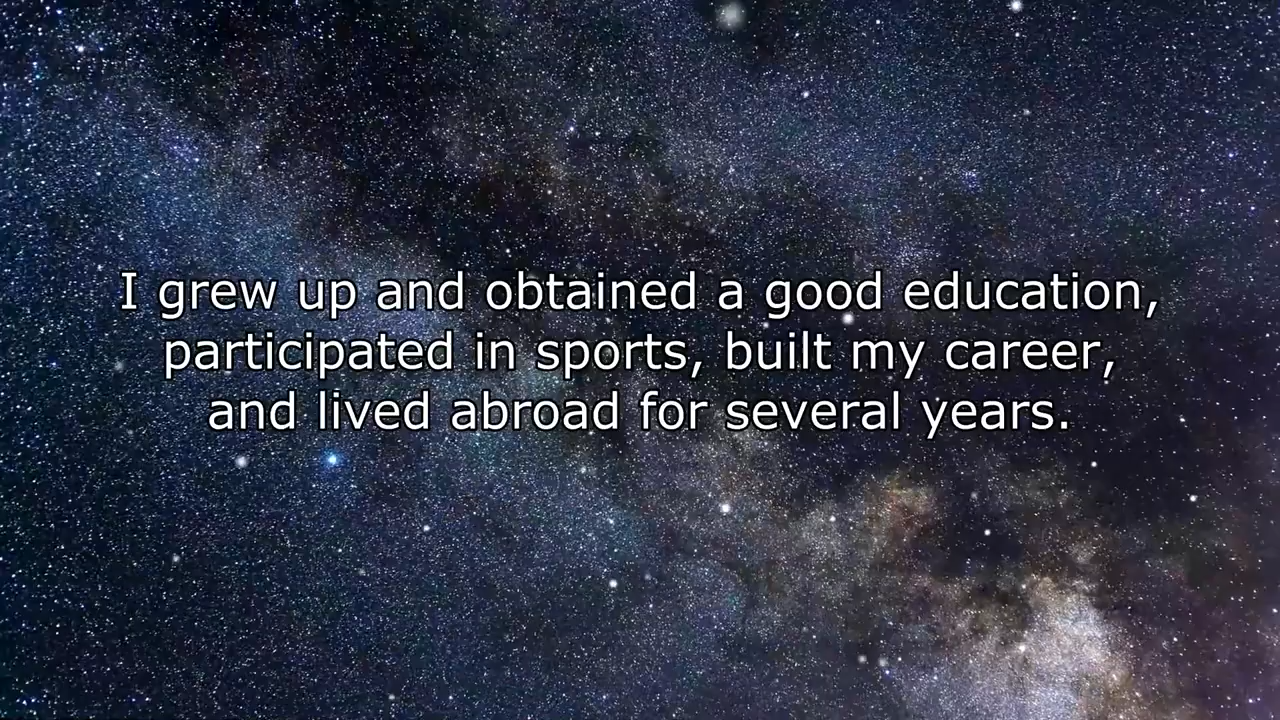 I grew up and obtained a good education,
participated in sports, built my career,
and lived abroad for several years.